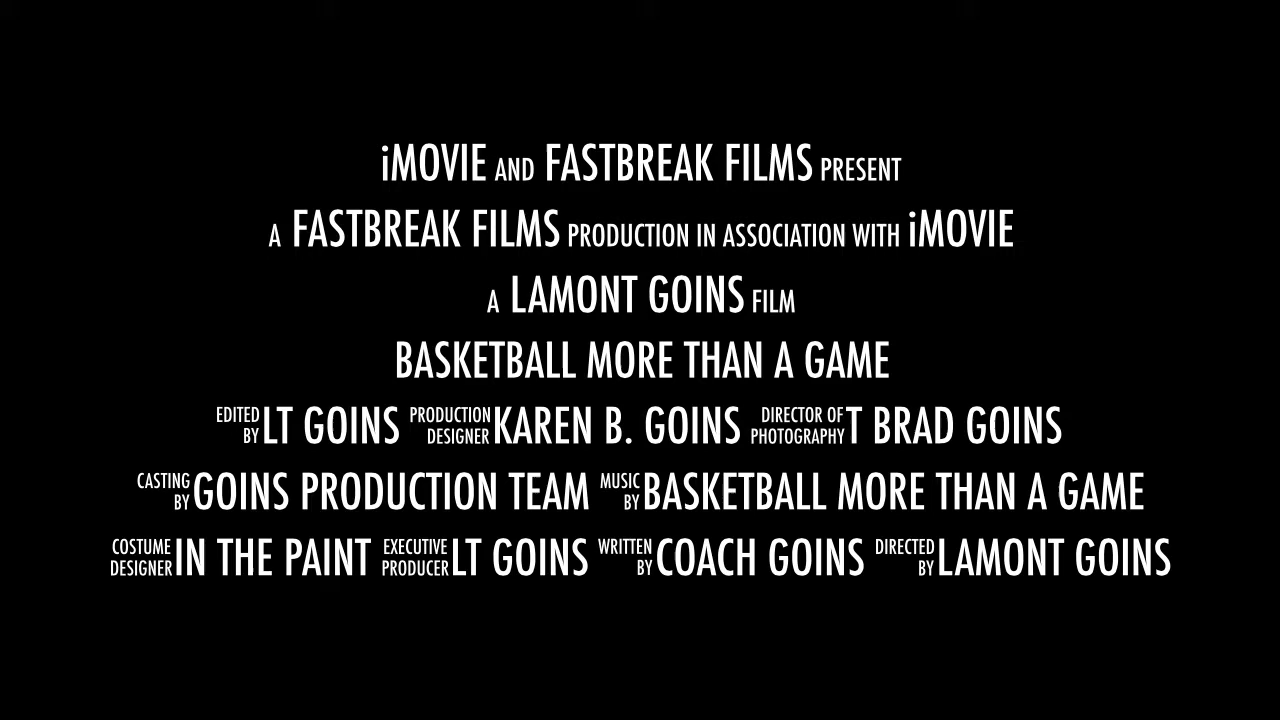 iMOVIE AND FASTBREAK FILMS PRESENT
A FASTBREAK FILMS PRODUCTION IN ASSOCIATION WITH iMOVIE
A LAMONT GOINS FILM
BASKETBALL MORE THAN A GAME
EDITED BY LT GOINS PRODUCTION DESIGNER KAREN B. GOINS DIRECTOR OF PHOTOGRAPHY T BRAD GOINS
CASTING BY GOINS PRODUCTION TEAM MUSIC BY BASKETBALL MORE THAN A GAME
COSTUME DESIGNER IN THE PAINT EXECUTIVE PRODUCER LT GOINS WRITTEN BY COACH GOINS DIRECTED BY LAMONT GOINS